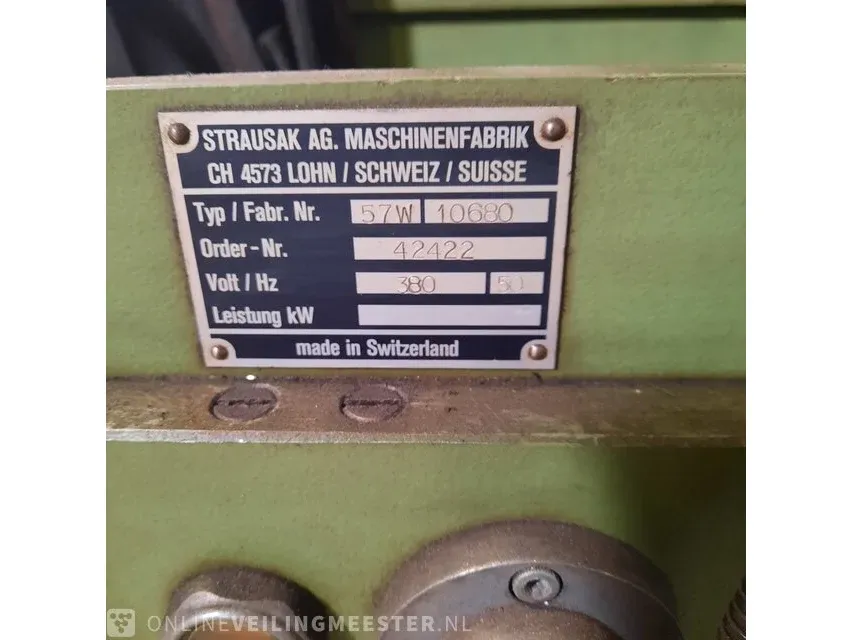 STRAUSAK AG. MASCHINENFABRIK
CH 4573 LOHN / SCHWEIZ / SUISSE
Typ / Fabr. Nr. 57W 10680
Order-Nr. 42422
Volt / Hz 380 50
Leistung kW
made in Switzerland
ONLINEVEILINGMEESTER.NL